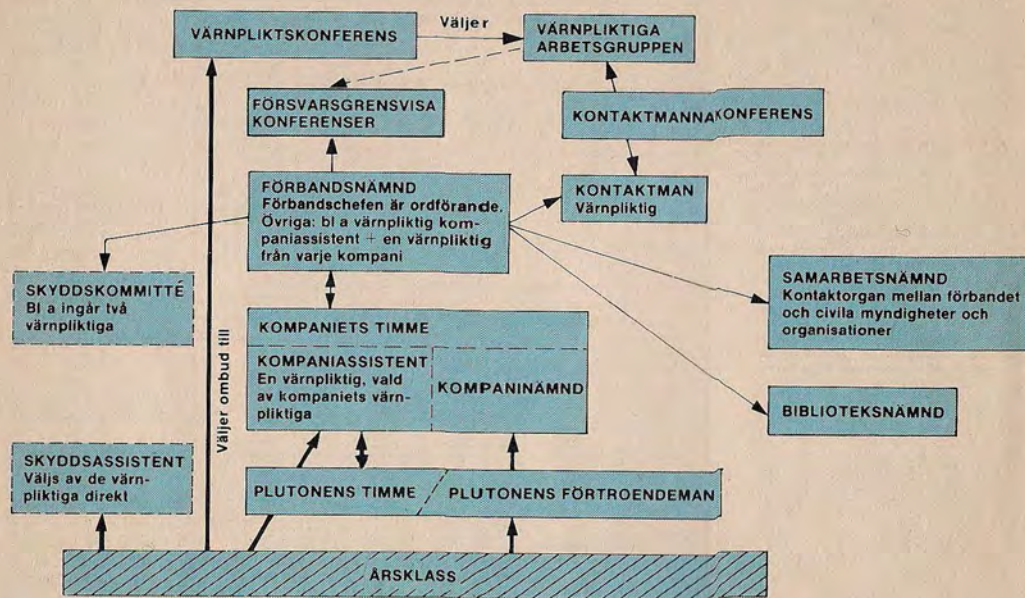 VÄRNPLIKTSKONFERENS
Väljer
VÄRNPLIKTIGA
ARBETSGRUPPEN
FÖRSVARSGRENSVISA
KONFERENSER
KONTAKTMANNAKONFERENS
FÖRBANDSNÄMND
Förbandschefen är ordförande.
Övriga: bl a värnpliktig kom-
paniassistent + en värnpliktig
från varje kompani
KONTAKTMAN
Värnpliktig
SKYDDSKOMMITTÉ
Bl a ingår två
värnpliktiga
SAMARBETSNÄMND
Kontaktorgan mellan förbandet
och civila myndigheter och
organisationer
KOMPANIETS TIMME
KOMPANIASSISTENT
En värnpliktig, vald
av kompaniets värn-
pliktiga
KOMPANINÄMND
BIBLIOTEKSNÄMND
Väljer ombud till
SKYDDSASSISTENT
Väljs av de värn-
pliktiga direkt
PLUTONENS TIMME
PLUTONENS FÖRTROENDEMAN
ÅRSKLASS